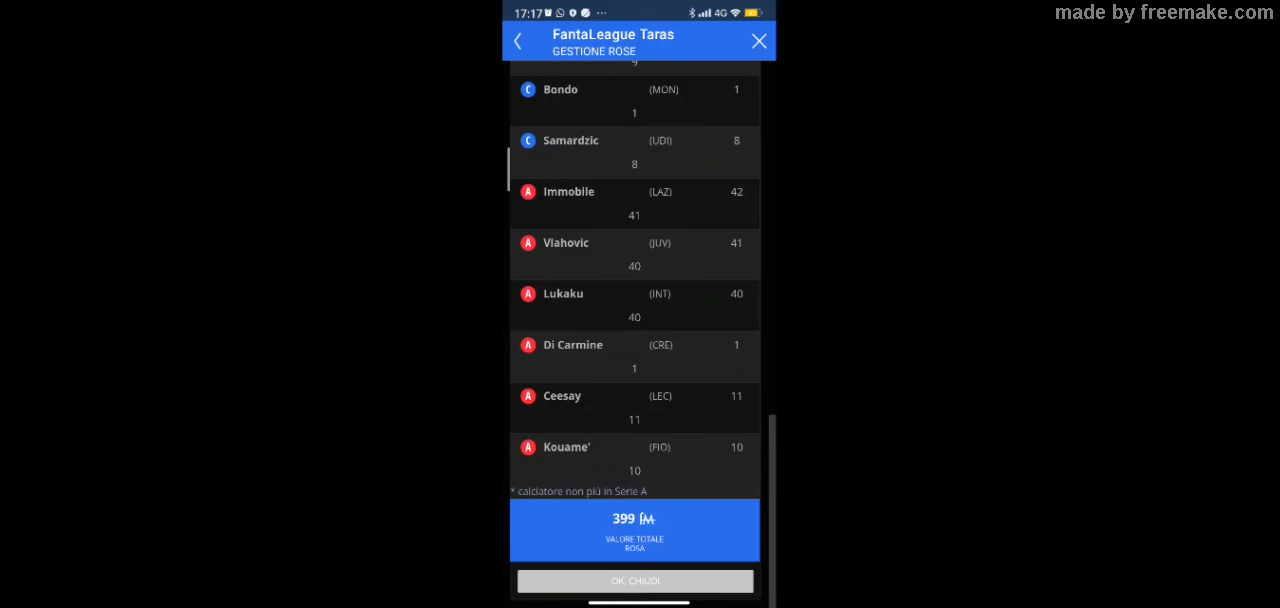 made by freemake.com
17:17 ··· 4G
FantaLeague Taras
GESTIONE ROSE
9
C Bondo (MON) 1
1
C Samardzic (UDI) 8
8
A Immobile (LAZ) 42
41
A Vlahovic (JUV) 41
40
A Lukaku (INT) 40
40
A Di Carmine (CRE) 1
1
A Ceesay (LEC) 11
11
A Kouame' (FIO) 10
10
* calciatore non più in Serie A
399 fM
VALORE TOTALE
ROSA
OK, CHIUDI